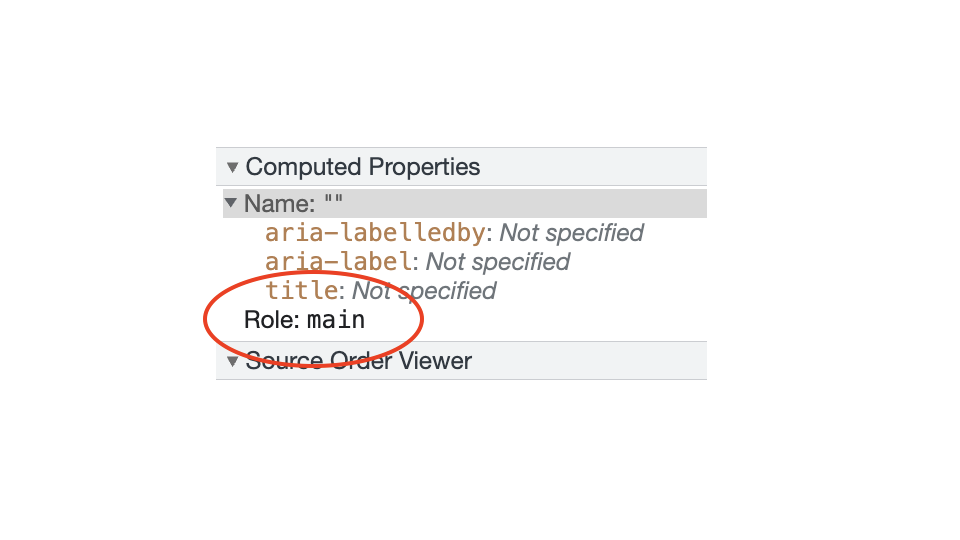 Computed Properties
Name: ""
aria-labelledby: Not specified
aria-label: Not specified
title: Not specified
Role: main
Source Order Viewer